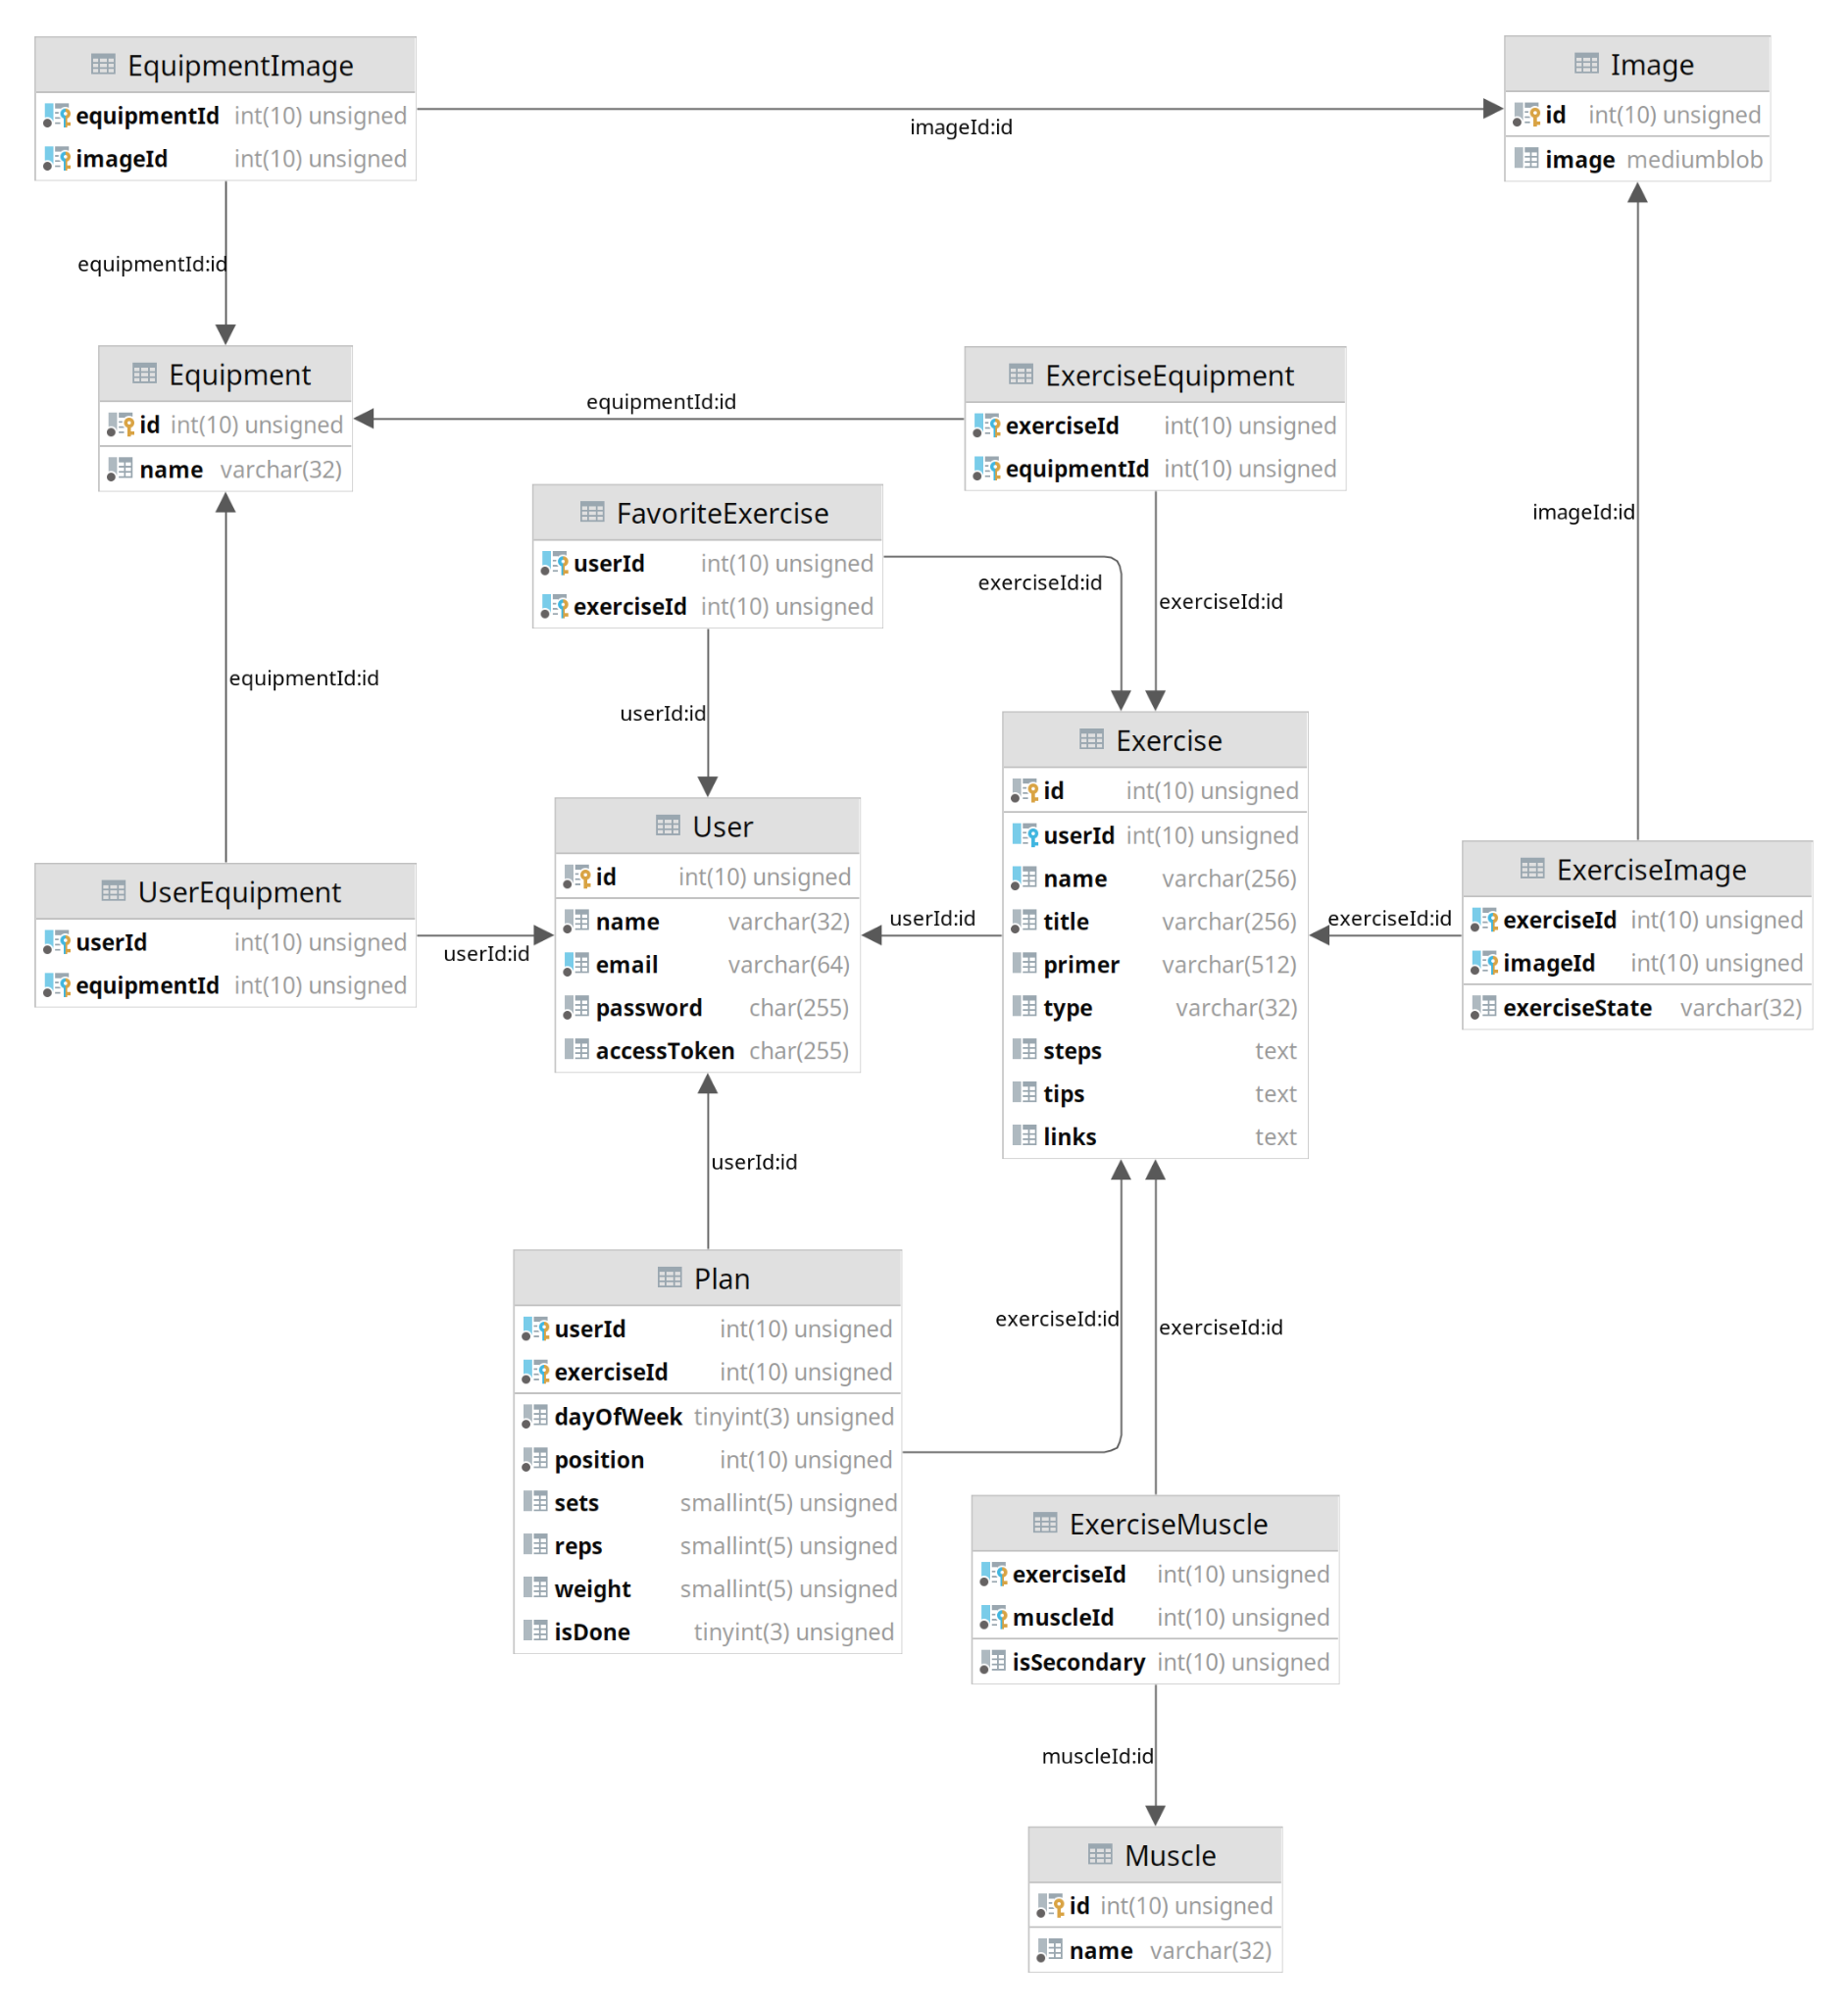 EquipmentImage
equipmentId int(10) unsigned
imageId int(10) unsigned
imageId:id
Image
id int(10) unsigned
image mediumblob
equipmentId:id
Equipment
id int(10) unsigned
name varchar(32)
equipmentId:id
ExerciseEquipment
exerciseId int(10) unsigned
equipmentId int(10) unsigned
FavoriteExercise
userId int(10) unsigned
exerciseId int(10) unsigned
exerciseId:id
exerciseId:id
imageId:id
equipmentId:id
userId:id
Exercise
id int(10) unsigned
userId int(10) unsigned
name varchar(256)
title varchar(256)
primer varchar(512)
type varchar(32)
steps text
tips text
links text
User
id int(10) unsigned
name varchar(32)
email varchar(64)
password char(255)
accessToken char(255)
UserEquipment
userId int(10) unsigned
equipmentId int(10) unsigned
userId:id
userId:id
exerciseId:id
ExerciseImage
exerciseId int(10) unsigned
imageId int(10) unsigned
exerciseState varchar(32)
userId:id
Plan
userId int(10) unsigned
exerciseId int(10) unsigned
dayOfWeek tinyint(3) unsigned
position int(10) unsigned
sets smallint(5) unsigned
reps smallint(5) unsigned
weight smallint(5) unsigned
isDone tinyint(3) unsigned
exerciseId:id
exerciseId:id
ExerciseMuscle
exerciseId int(10) unsigned
muscleId int(10) unsigned
isSecondary int(10) unsigned
muscleId:id
Muscle
id int(10) unsigned
name varchar(32)